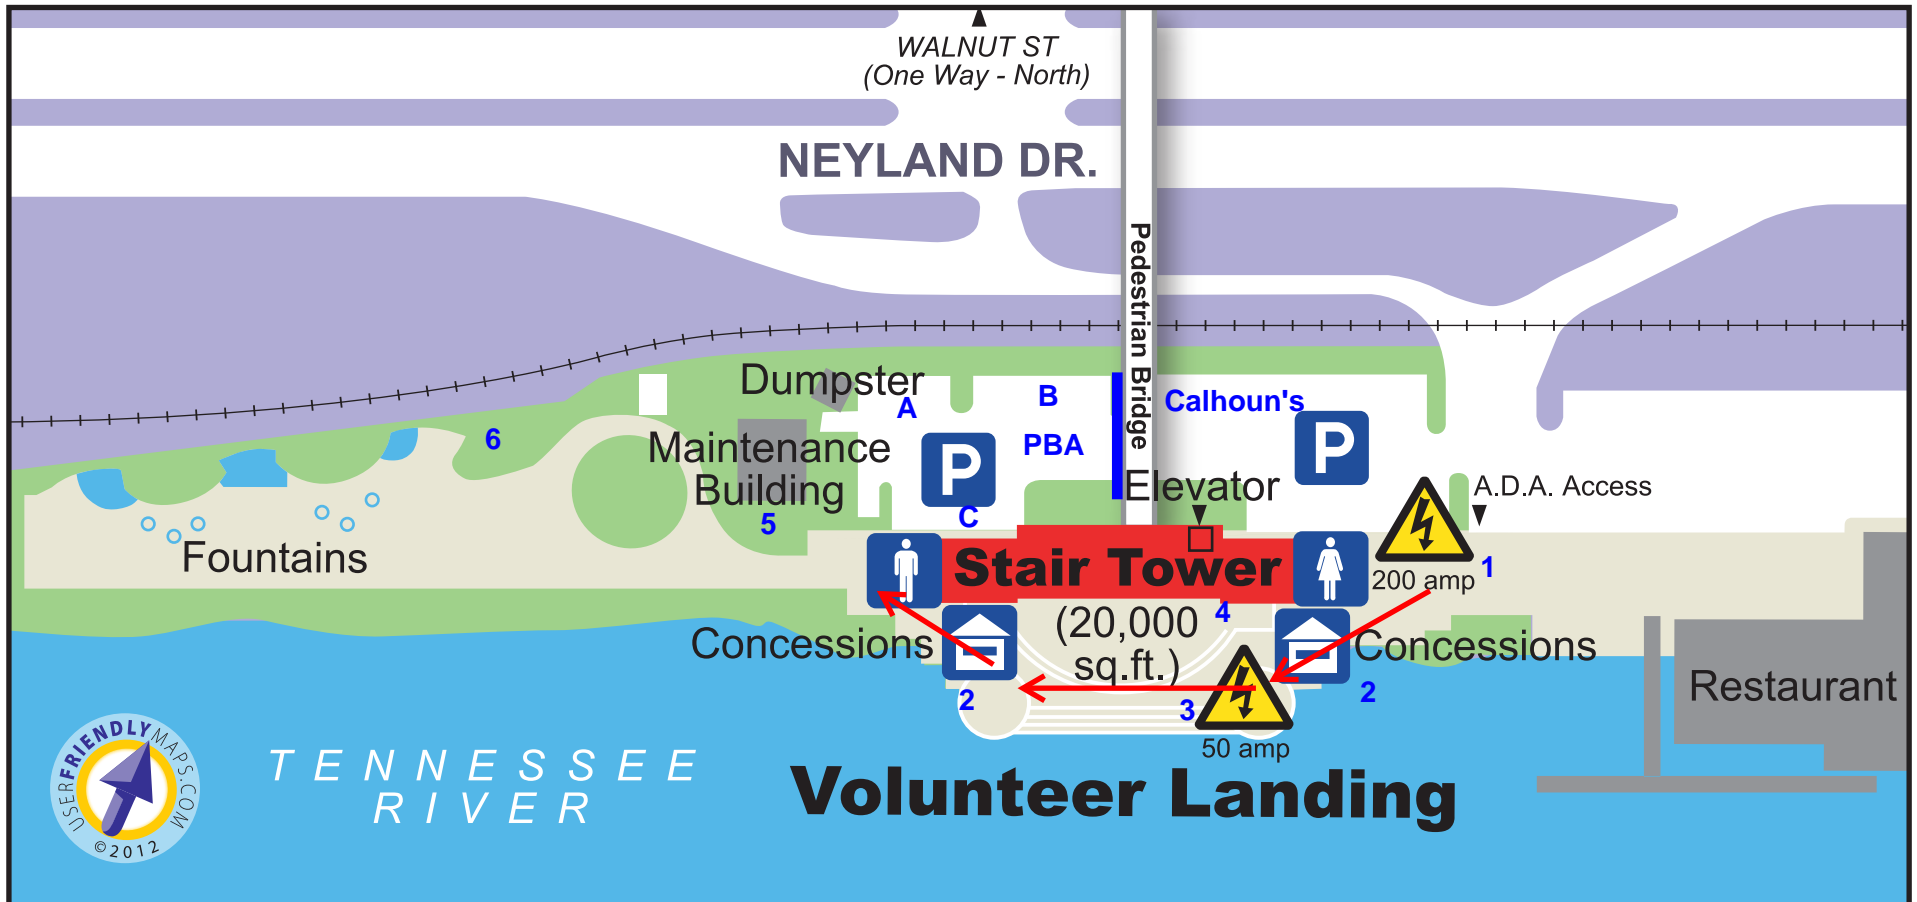 WALNUT ST
(One Way - North)
NEYLAND DR.
Pedestrian Bridge
Dumpster
A
B
Calhoun's
6
Maintenance
Building
P
PBA
P
Elevator
A.D.A. Access
5
C
Fountains
Stair Tower
200 amp
1
4
(20,000
sq.ft.)
Concessions
Concessions
2
3
2
Restaurant
50 amp
TENNESSEE
RIVER
Volunteer Landing
USERFRIENDLYMAPS.COM
©2012